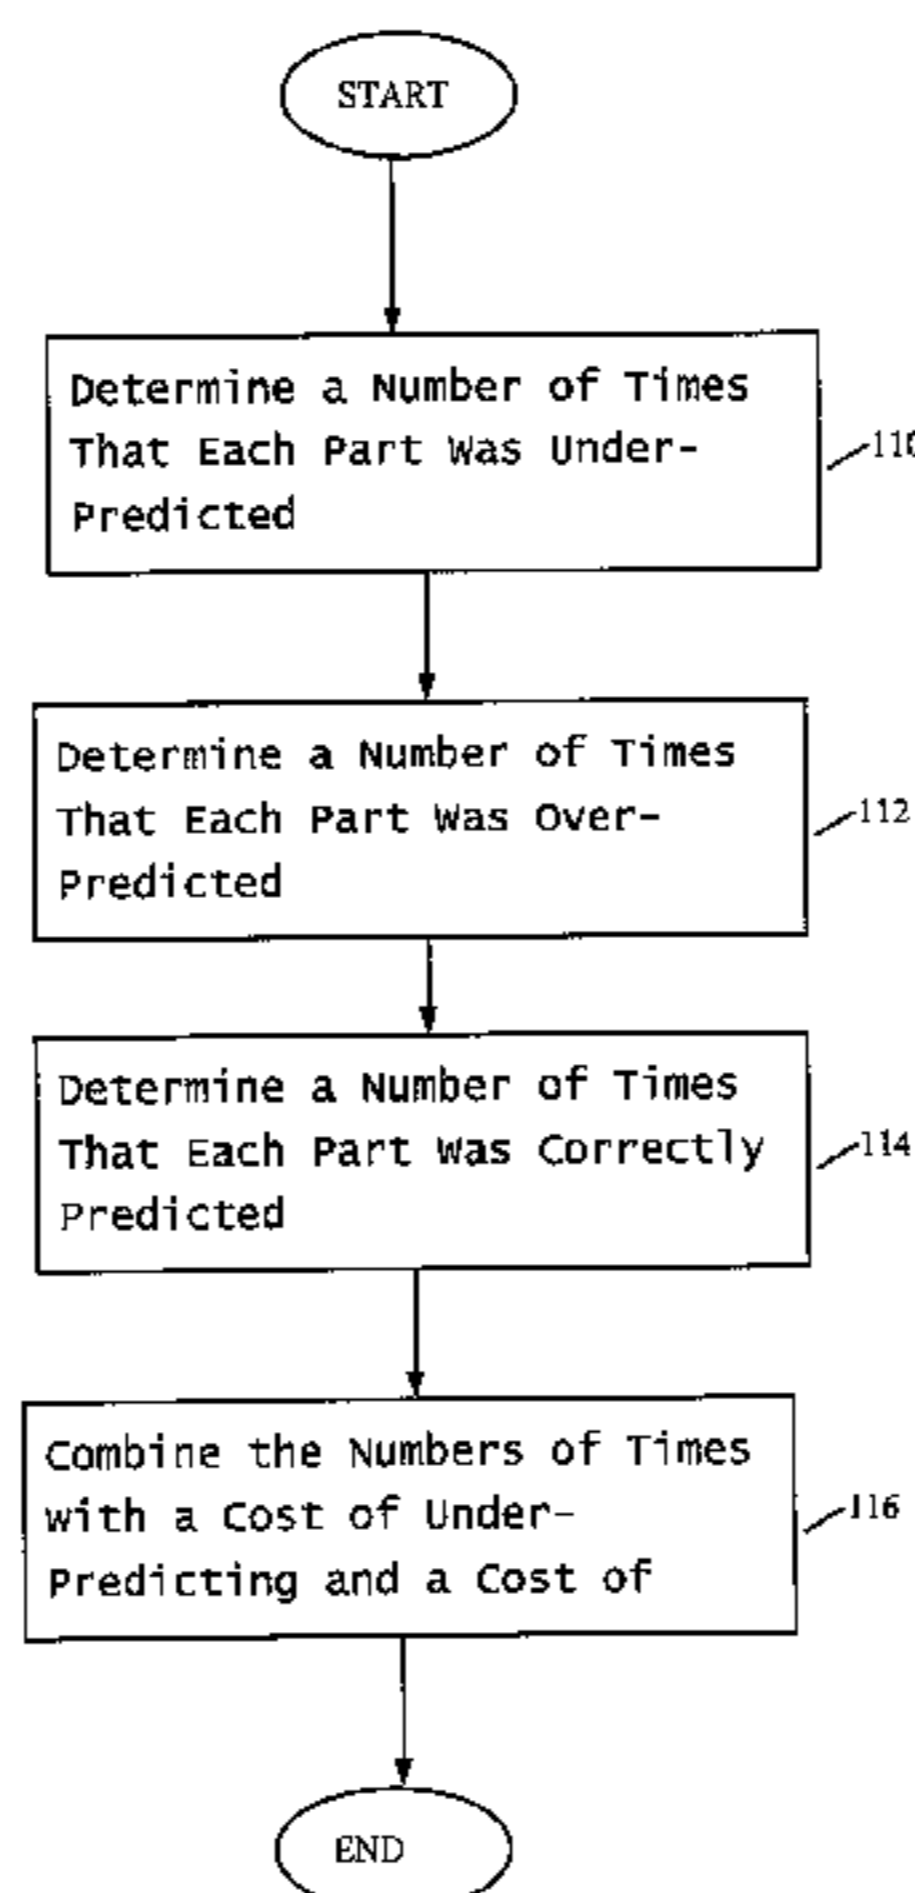 START
Determine a Number of Times
That Each Part Was Under-
Predicted
110
Determine a Number of Times
That Each Part Was Over-
Predicted
112
Determine a Number of Times
That Each Part Was Correctly
Predicted
114
Combine the Numbers of Times
with a Cost of Under-
Predicting and a Cost of
116
END